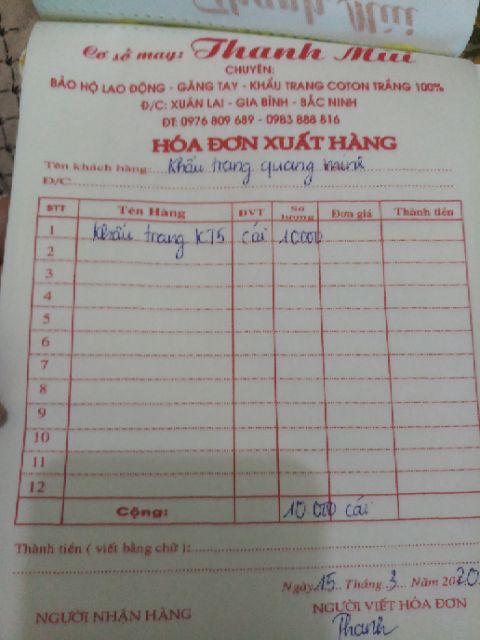 Thanh Mùi
Cơ sở may: Thanh Mùi
CHUYÊN:
BẢO HỘ LAO ĐỘNG - GĂNG TAY - KHẨU TRANG COTON TRẮNG 100%
Đ/C: XUÂN LAI - GIA BÌNH - BẮC NINH
ĐT: 0976 809 689 - 0983 888 816
HÓA ĐƠN XUẤT HÀNG
Tên khách hàng: Khẩu trang quang minh
Đ/C
STT Tên Hàng ĐVT Số lượng Đơn giá Thành tiền
1 Khẩu trang KT5 cái 10000
2
3
4
5
6
7
8
9
10
11
12
Cộng: 10 000 cái
Thành tiền ( viết bằng chữ ):
Ngày 15 Tháng 3 Năm 2020
NGƯỜI NHẬN HÀNG NGƯỜI VIẾT HÓA ĐƠN
Thanh